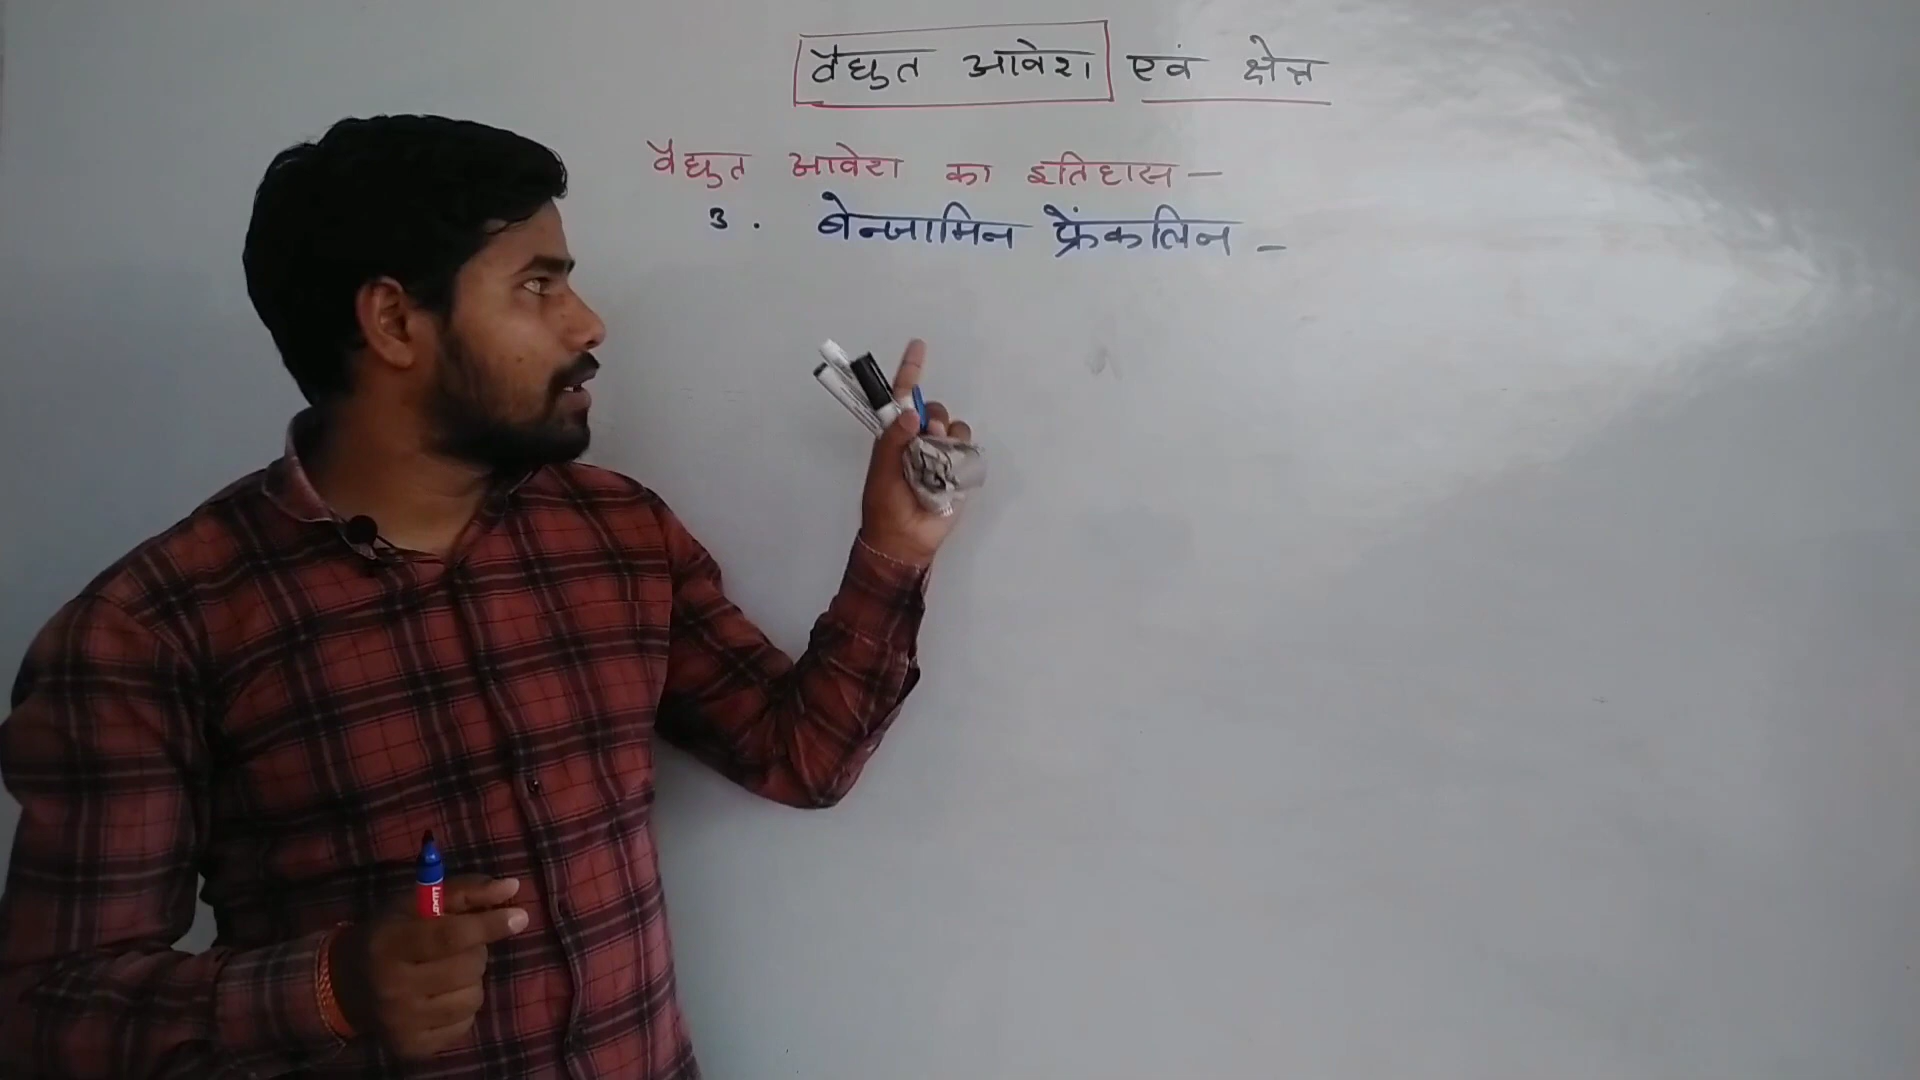 वैद्युत आवेश एवं क्षेत्र
वैद्युत आवेश का इतिहास –
3. बेन्जामिन फ्रेंकलिन –